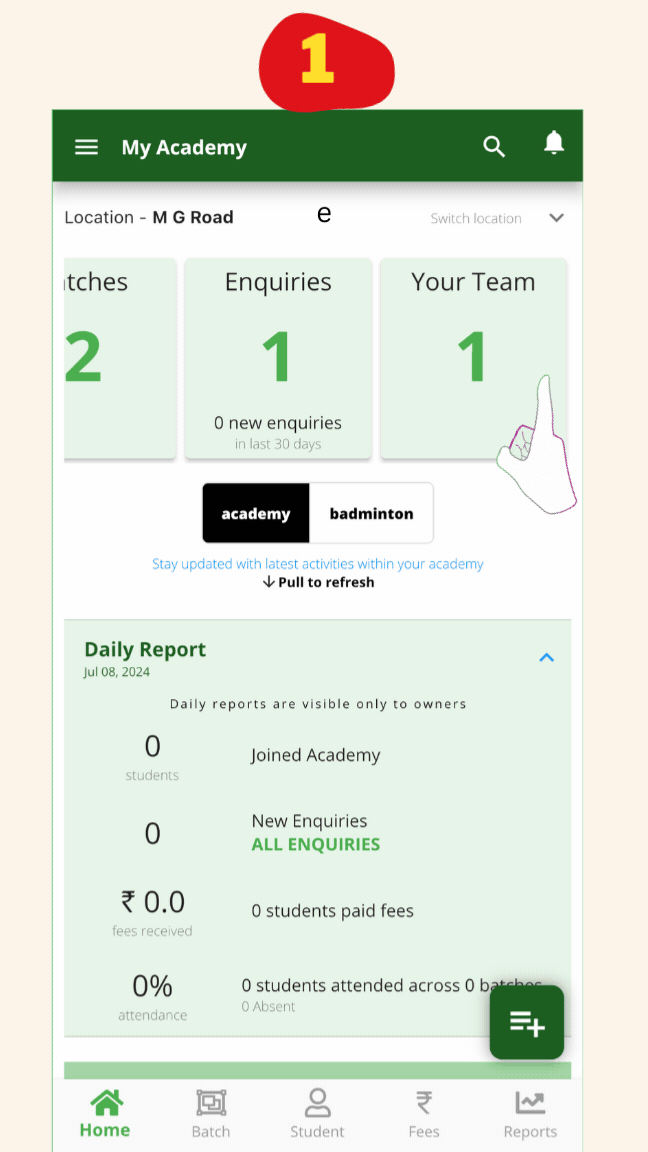 1
My Academy
Location - M G Road
e
Switch location
tches
Enquiries
Your Team
2
1
1
0 new enquiries
in last 30 days
academy
badminton
Stay updated with latest activities within your academy
↓ Pull to refresh
Daily Report
Jul 08, 2024
Daily reports are visible only to owners
0
students
Joined Academy
0
New Enquiries
ALL ENQUIRIES
₹ 0.0
fees received
0 students paid fees
0%
attendance
0 students attended across 0 batches
0 Absent
Home
Batch
Student
Fees
Reports